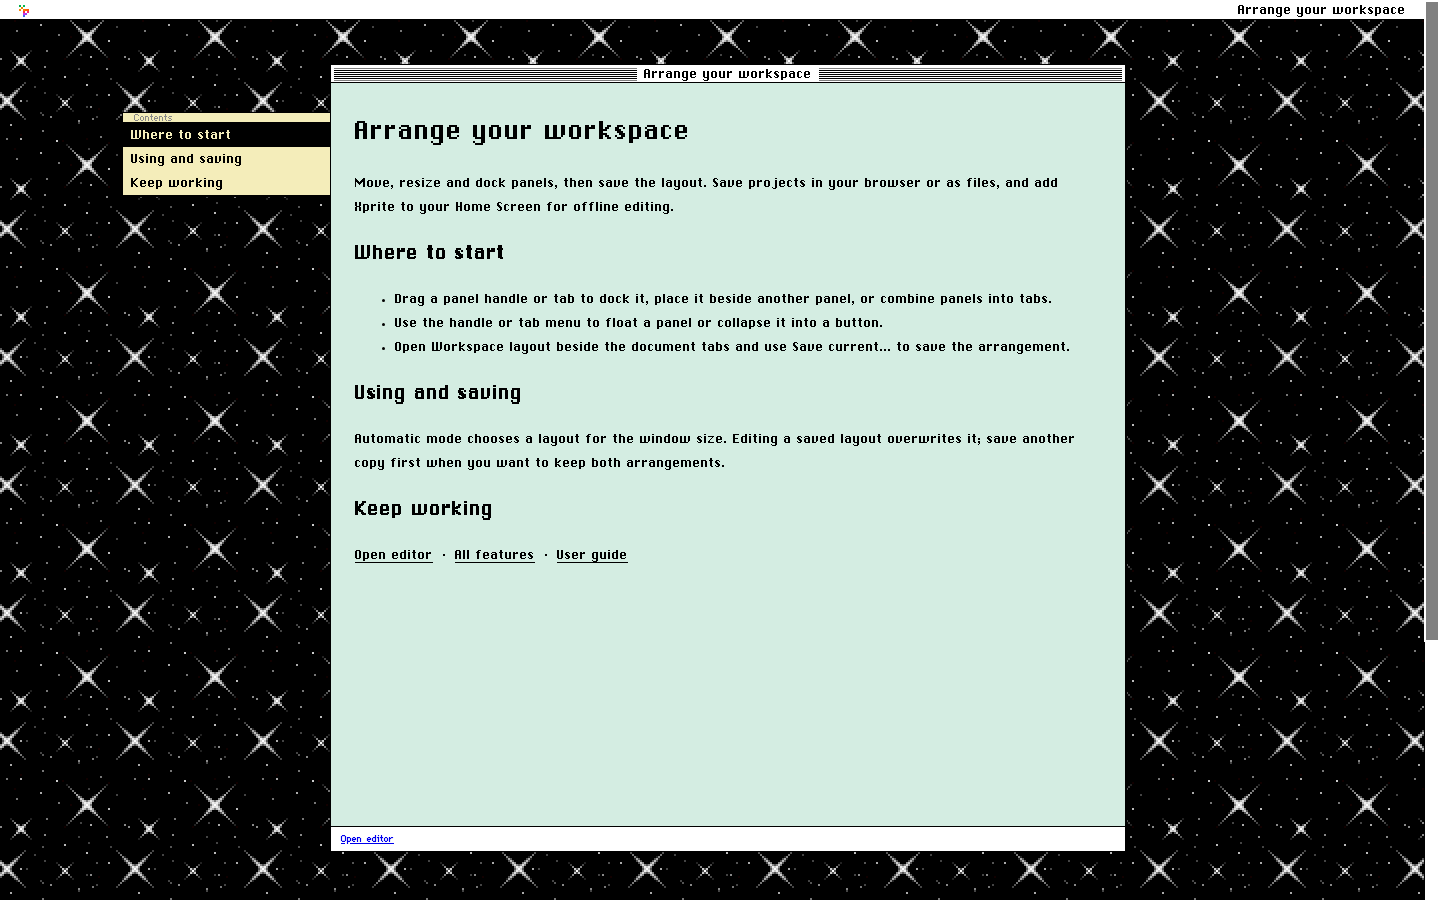 Arrange your workspace
Arrange your workspace
Contents
Where to start
Using and saving
Keep working
Arrange your workspace
Move, resize and dock panels, then save the layout. Save projects in your browser or as files, and add
Xprite to your Home Screen for offline editing.
Where to start
• Drag a panel handle or tab to dock it, place it beside another panel, or combine panels into tabs.
• Use the handle or tab menu to float a panel or collapse it into a button.
• Open Workspace layout beside the document tabs and use Save current... to save the arrangement.
Using and saving
Automatic mode chooses a layout for the window size. Editing a saved layout overwrites it; save another
copy first when you want to keep both arrangements.
Keep working
Open editor · All features · User guide
Open editor